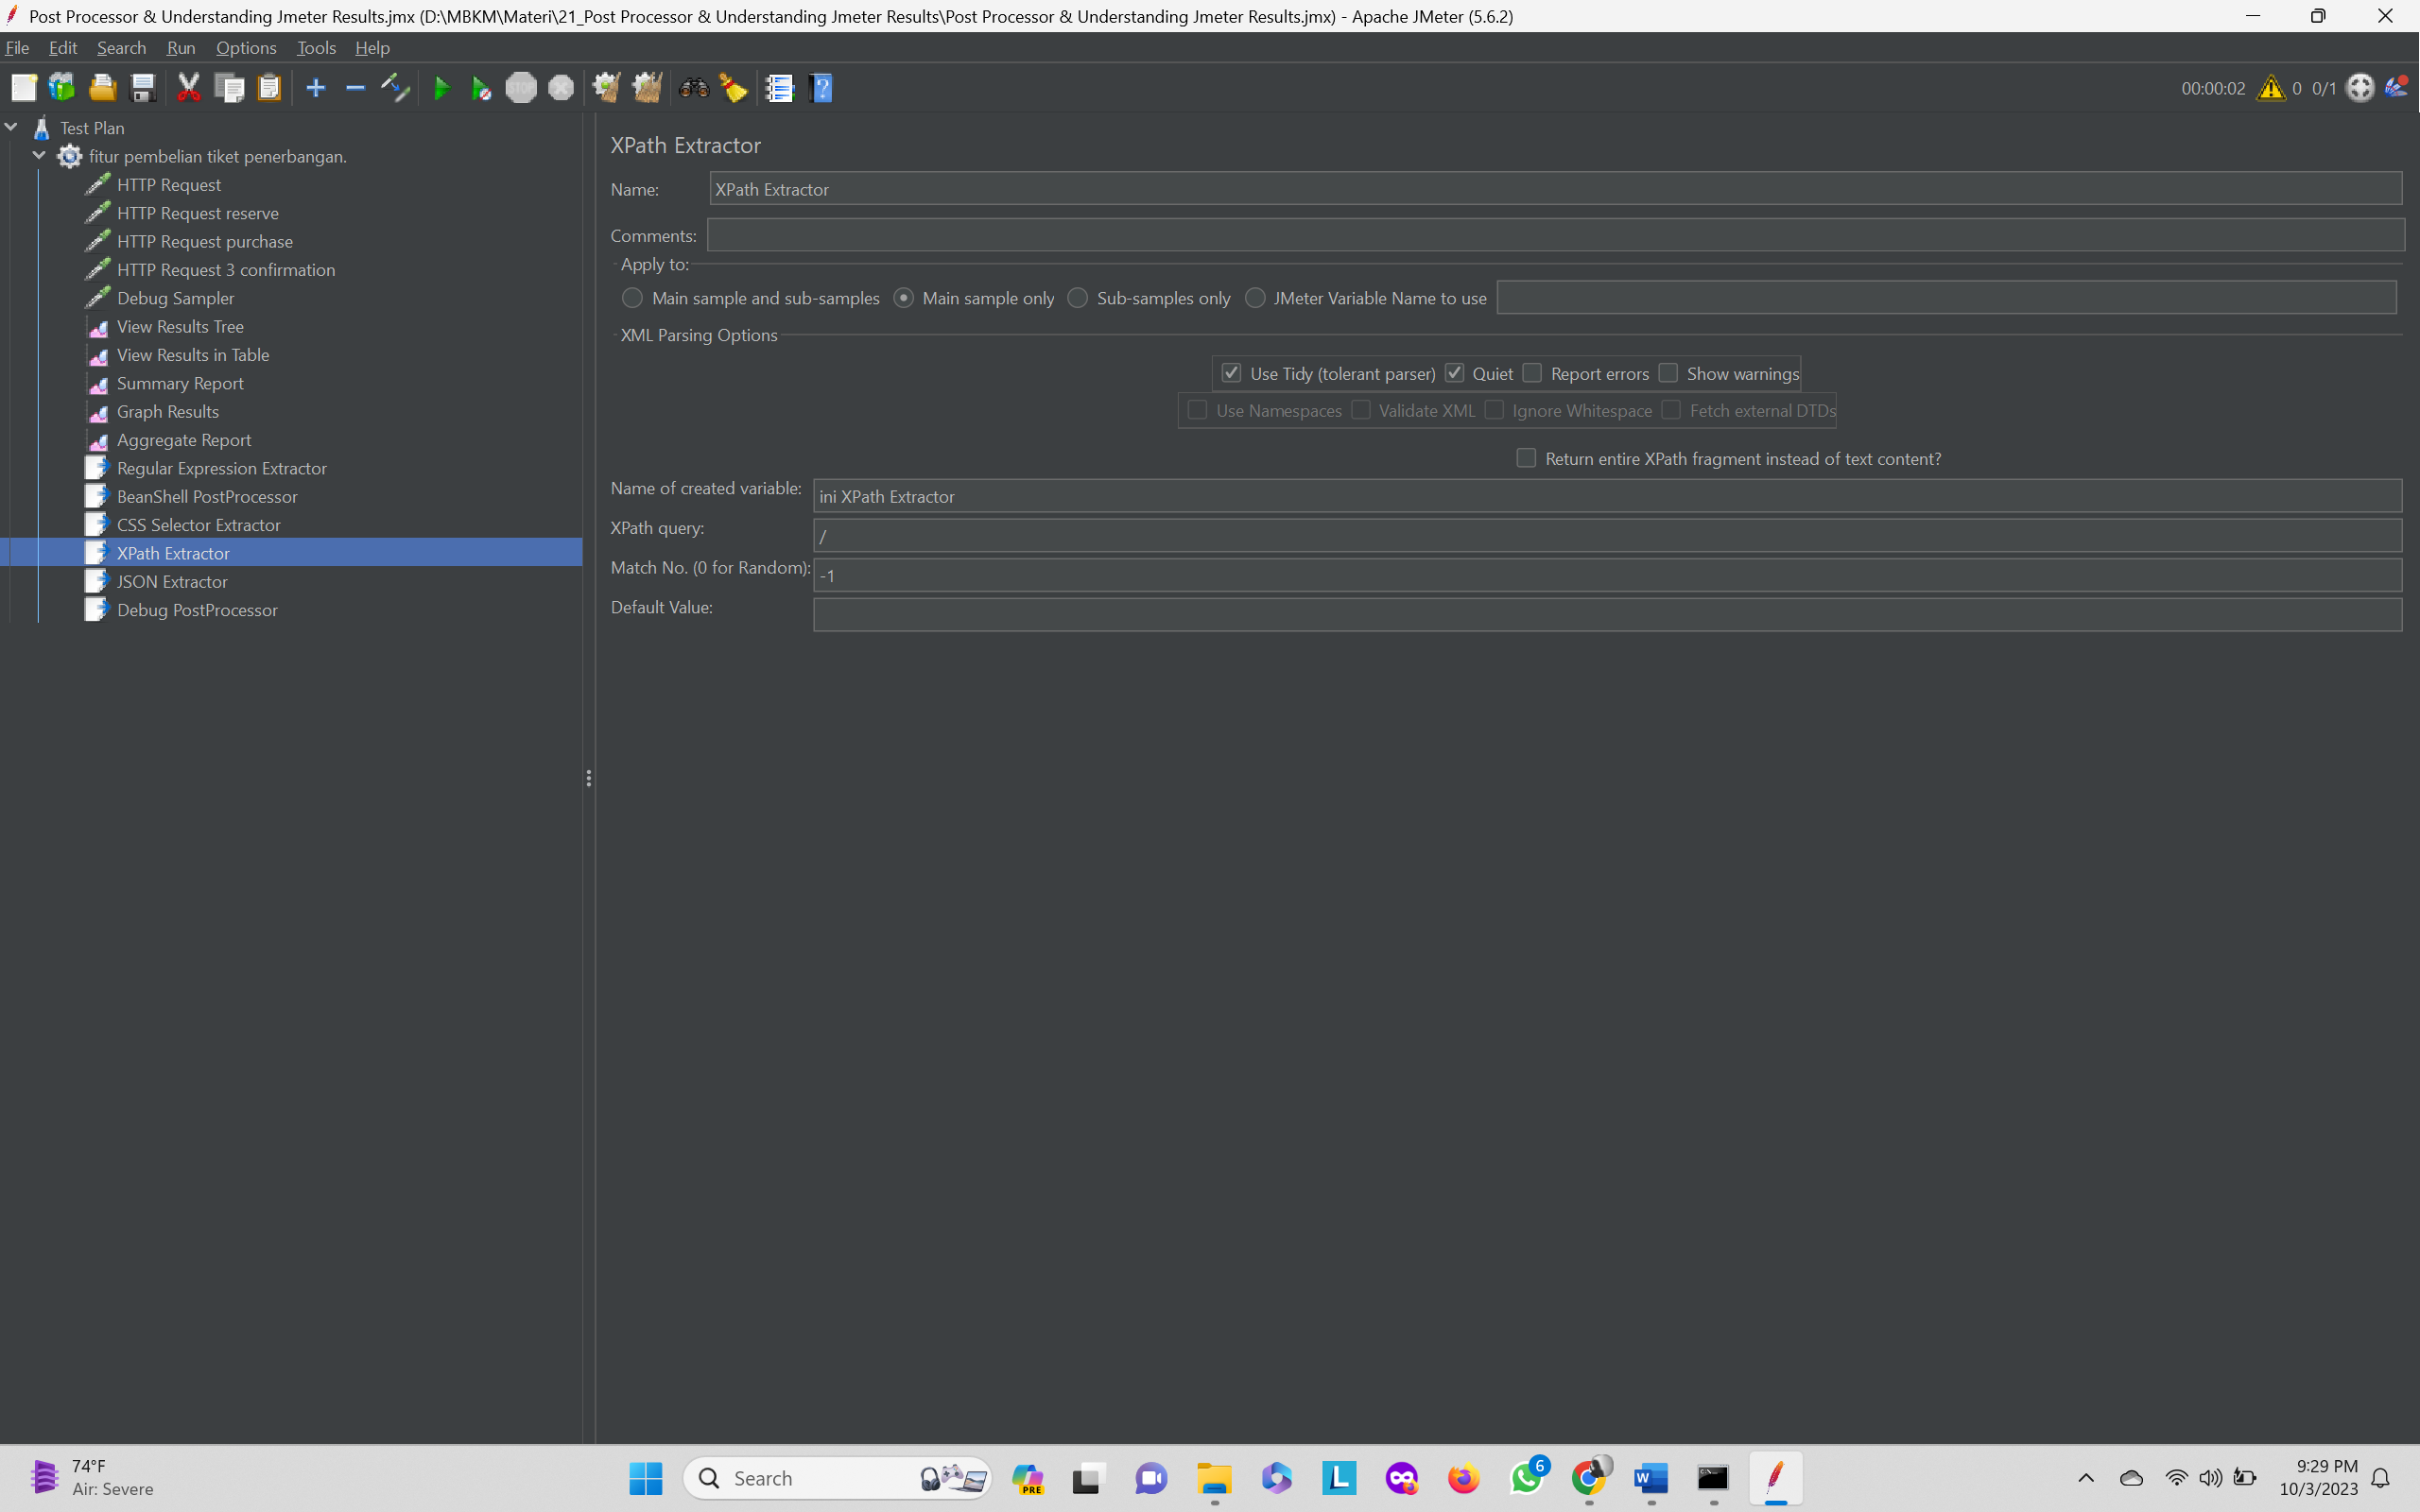 Post Processor & Understanding Jmeter Results.jmx (D:\MBKM\Materi\21_Post Processor & Understanding Jmeter Results\Post Processor & Understanding Jmeter Results.jmx) - Apache JMeter (5.6.2)
File Edit Search Run Options Tools Help
STOP
00:00:02 0 0/1
Test Plan
fitur pembelian tiket penerbangan.
HTTP Request
HTTP Request reserve
HTTP Request purchase
HTTP Request 3 confirmation
Debug Sampler
View Results Tree
View Results in Table
Summary Report
Graph Results
Aggregate Report
Regular Expression Extractor
BeanShell PostProcessor
CSS Selector Extractor
XPath Extractor
JSON Extractor
Debug PostProcessor
XPath Extractor
Name: XPath Extractor
Comments:
Apply to:
Main sample and sub-samples Main sample only Sub-samples only JMeter Variable Name to use
XML Parsing Options
Use Tidy (tolerant parser) Quiet Report errors Show warnings
Use Namespaces Validate XML Ignore Whitespace Fetch external DTDs
Return entire XPath fragment instead of text content?
Name of created variable: ini XPath Extractor
XPath query: /
Match No. (0 for Random): -1
Default Value:
74°F
Air: Severe
Search
PRE
L
6
W
9:29 PM
10/3/2023